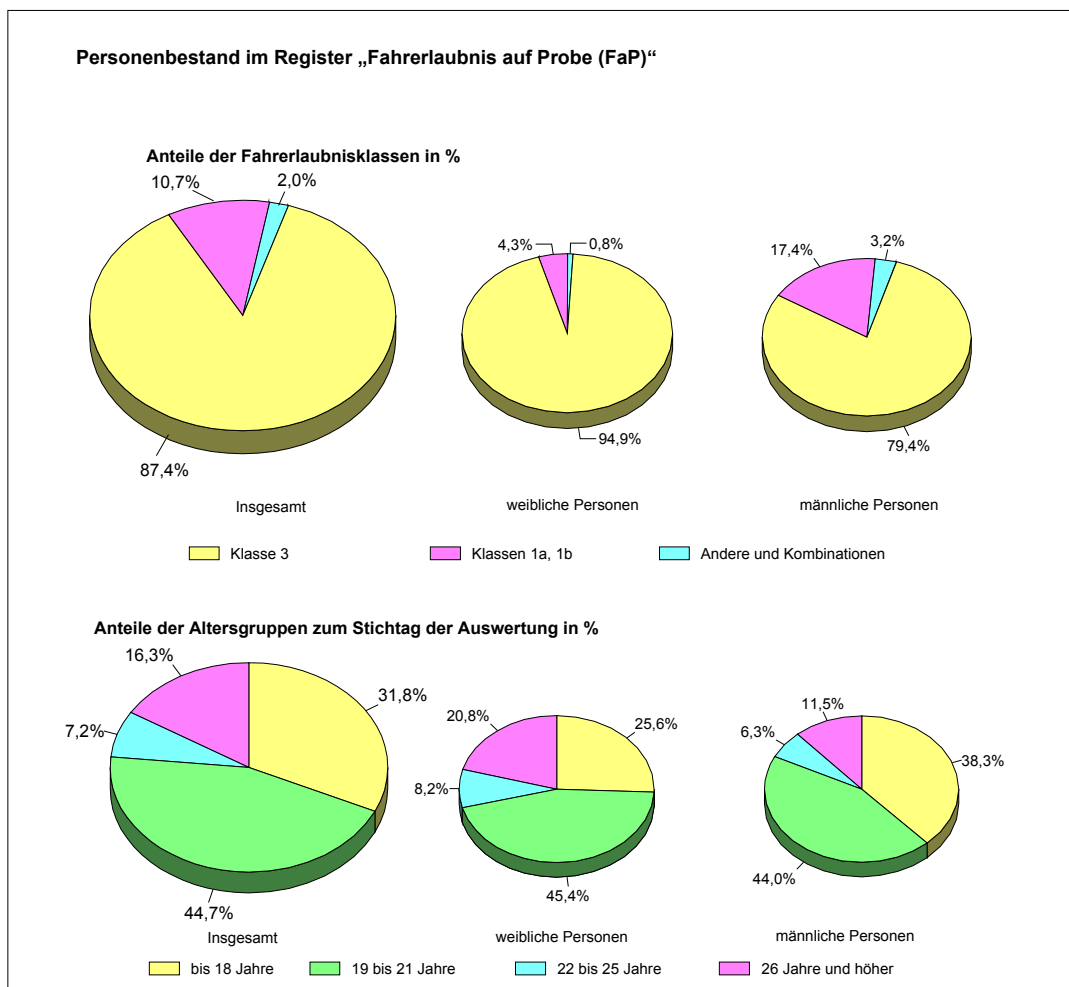 Personenbestand im Register „Fahrerlaubnis auf Probe (FaP)“
Anteile der Fahrerlaubnisklassen in %
10,7%
2,0%
87,4%
4,3%
0,8%
94,9%
17,4%
3,2%
79,4%
Insgesamt
weibliche Personen
männliche Personen
Klasse 3
Klassen 1a, 1b
Andere und Kombinationen
Anteile der Altersgruppen zum Stichtag der Auswertung in %
16,3%
31,8%
7,2%
44,7%
20,8%
25,6%
8,2%
45,4%
11,5%
6,3%
38,3%
44,0%
Insgesamt
weibliche Personen
männliche Personen
bis 18 Jahre
19 bis 21 Jahre
22 bis 25 Jahre
26 Jahre und höher